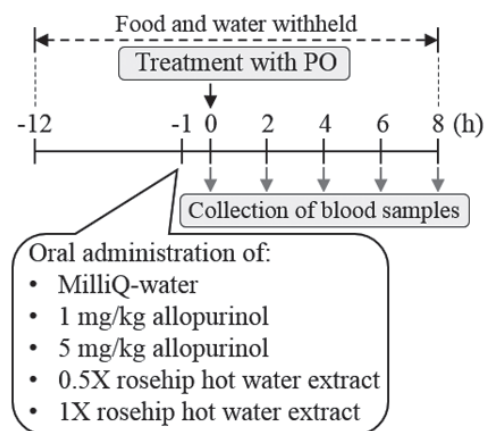 Food and water withheld
Treatment with PO
-12 -1 0 2 4 6 8 (h)
Collection of blood samples
Oral administration of:
• MilliQ-water
• 1 mg/kg allopurinol
• 5 mg/kg allopurinol
• 0.5X rosehip hot water extract
• 1X rosehip hot water extract